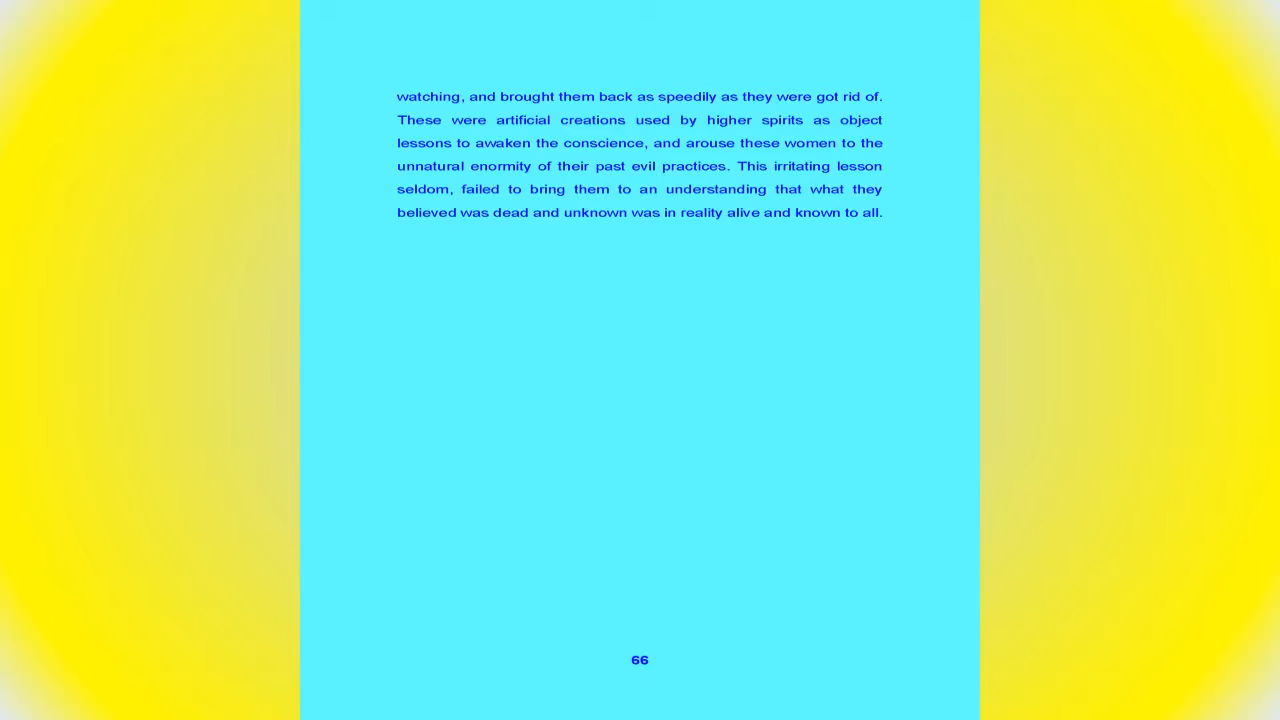 watching, and brought them back as speedily as they were got rid of.
These were artificial creations used by higher spirits as object
lessons to awaken the conscience, and arouse these women to the
unnatural enormity of their past evil practices. This irritating lesson
seldom, failed to bring them to an understanding that what they
believed was dead and unknown was in reality alive and known to all.
66